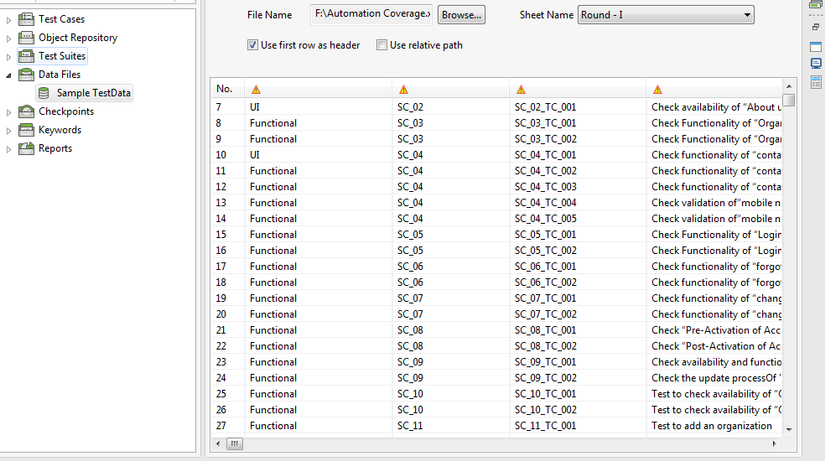 Test Cases
Object Repository
Test Suites
Data Files
Sample TestData
Checkpoints
Keywords
Reports
File Name F:\Automation Coverage.x Browse... Sheet Name Round - I
Use first row as header Use relative path
No.
7 UI SC_02 SC_02_TC_001 Check availability of "About u
8 Functional SC_03 SC_03_TC_001 Check Functionality of "Orga
9 Functional SC_03 SC_03_TC_002 Check Functionality of "Orga
10 UI SC_04 SC_04_TC_001 Check functionality of "conta
11 Functional SC_04 SC_04_TC_002 Check functionality of "conta
12 Functional SC_04 SC_04_TC_003 Check functionality of "conta
13 Functional SC_04 SC_04_TC_004 Check validation of"mobile n
14 Functional SC_04 SC_04_TC_005 Check validation of"mobile n
15 Functional SC_05 SC_05_TC_001 Check Functionality of "Login
16 Functional SC_05 SC_05_TC_002 Check Functionality of "Login
17 Functional SC_06 SC_06_TC_001 Check functionality of "forgo
18 Functional SC_06 SC_06_TC_002 Check functionality of "forgo
19 Functional SC_07 SC_07_TC_001 Check functionality of "chang
20 Functional SC_07 SC_07_TC_002 Check functionality of "chang
21 Functional SC_08 SC_08_TC_001 Check "Pre-Activation of Acc
22 Functional SC_08 SC_08_TC_002 Check "Post-Activation of Ac
23 Functional SC_09 SC_09_TC_001 Check availability and functio
24 Functional SC_09 SC_09_TC_002 Check the update processOf '
25 Functional SC_10 SC_10_TC_001 Test to check availability of "C
26 Functional SC_10 SC_10_TC_002 Test to check availability of "C
27 Functional SC_11 SC_11_TC_001 Test to add an organization